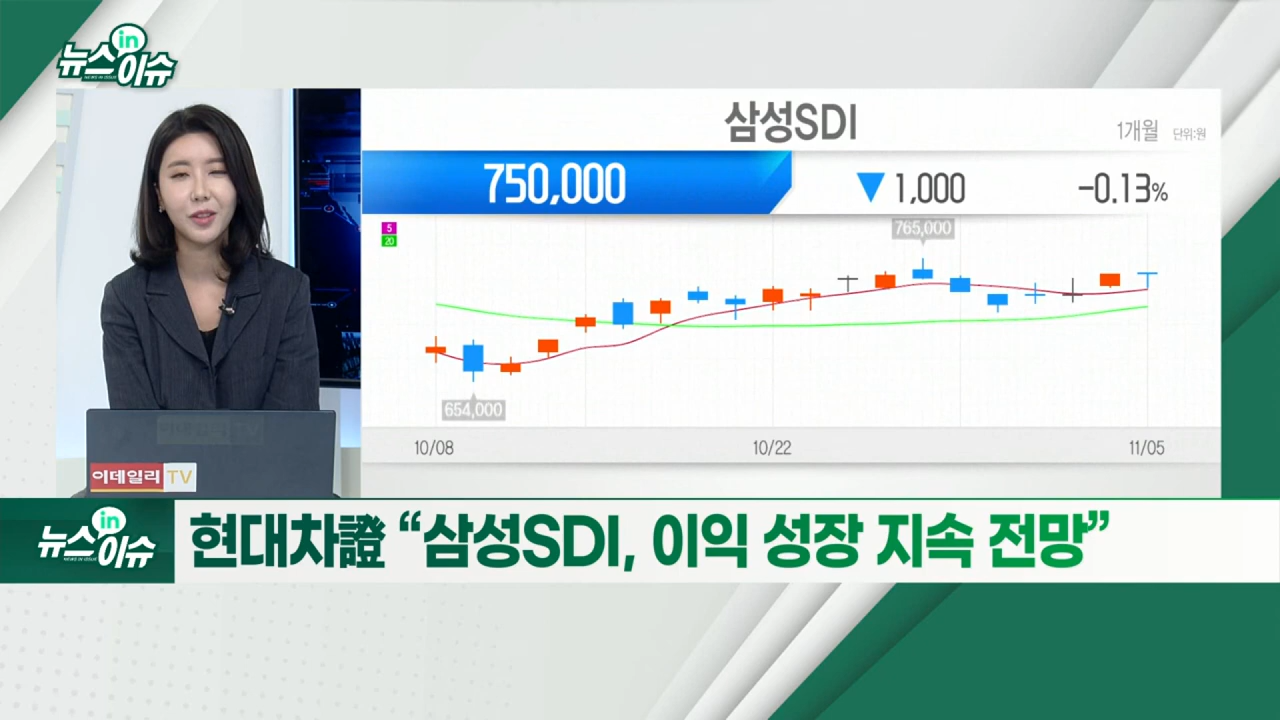 뉴스in이슈
삼성SDI
1개월 단위:원
750,000 ▼1,000 -0.13%
5
20
765,000
654,000
10/08 10/22 11/05
이데일리TV
뉴스in이슈
현대차證 “삼성SDI, 이익 성장 지속 전망”